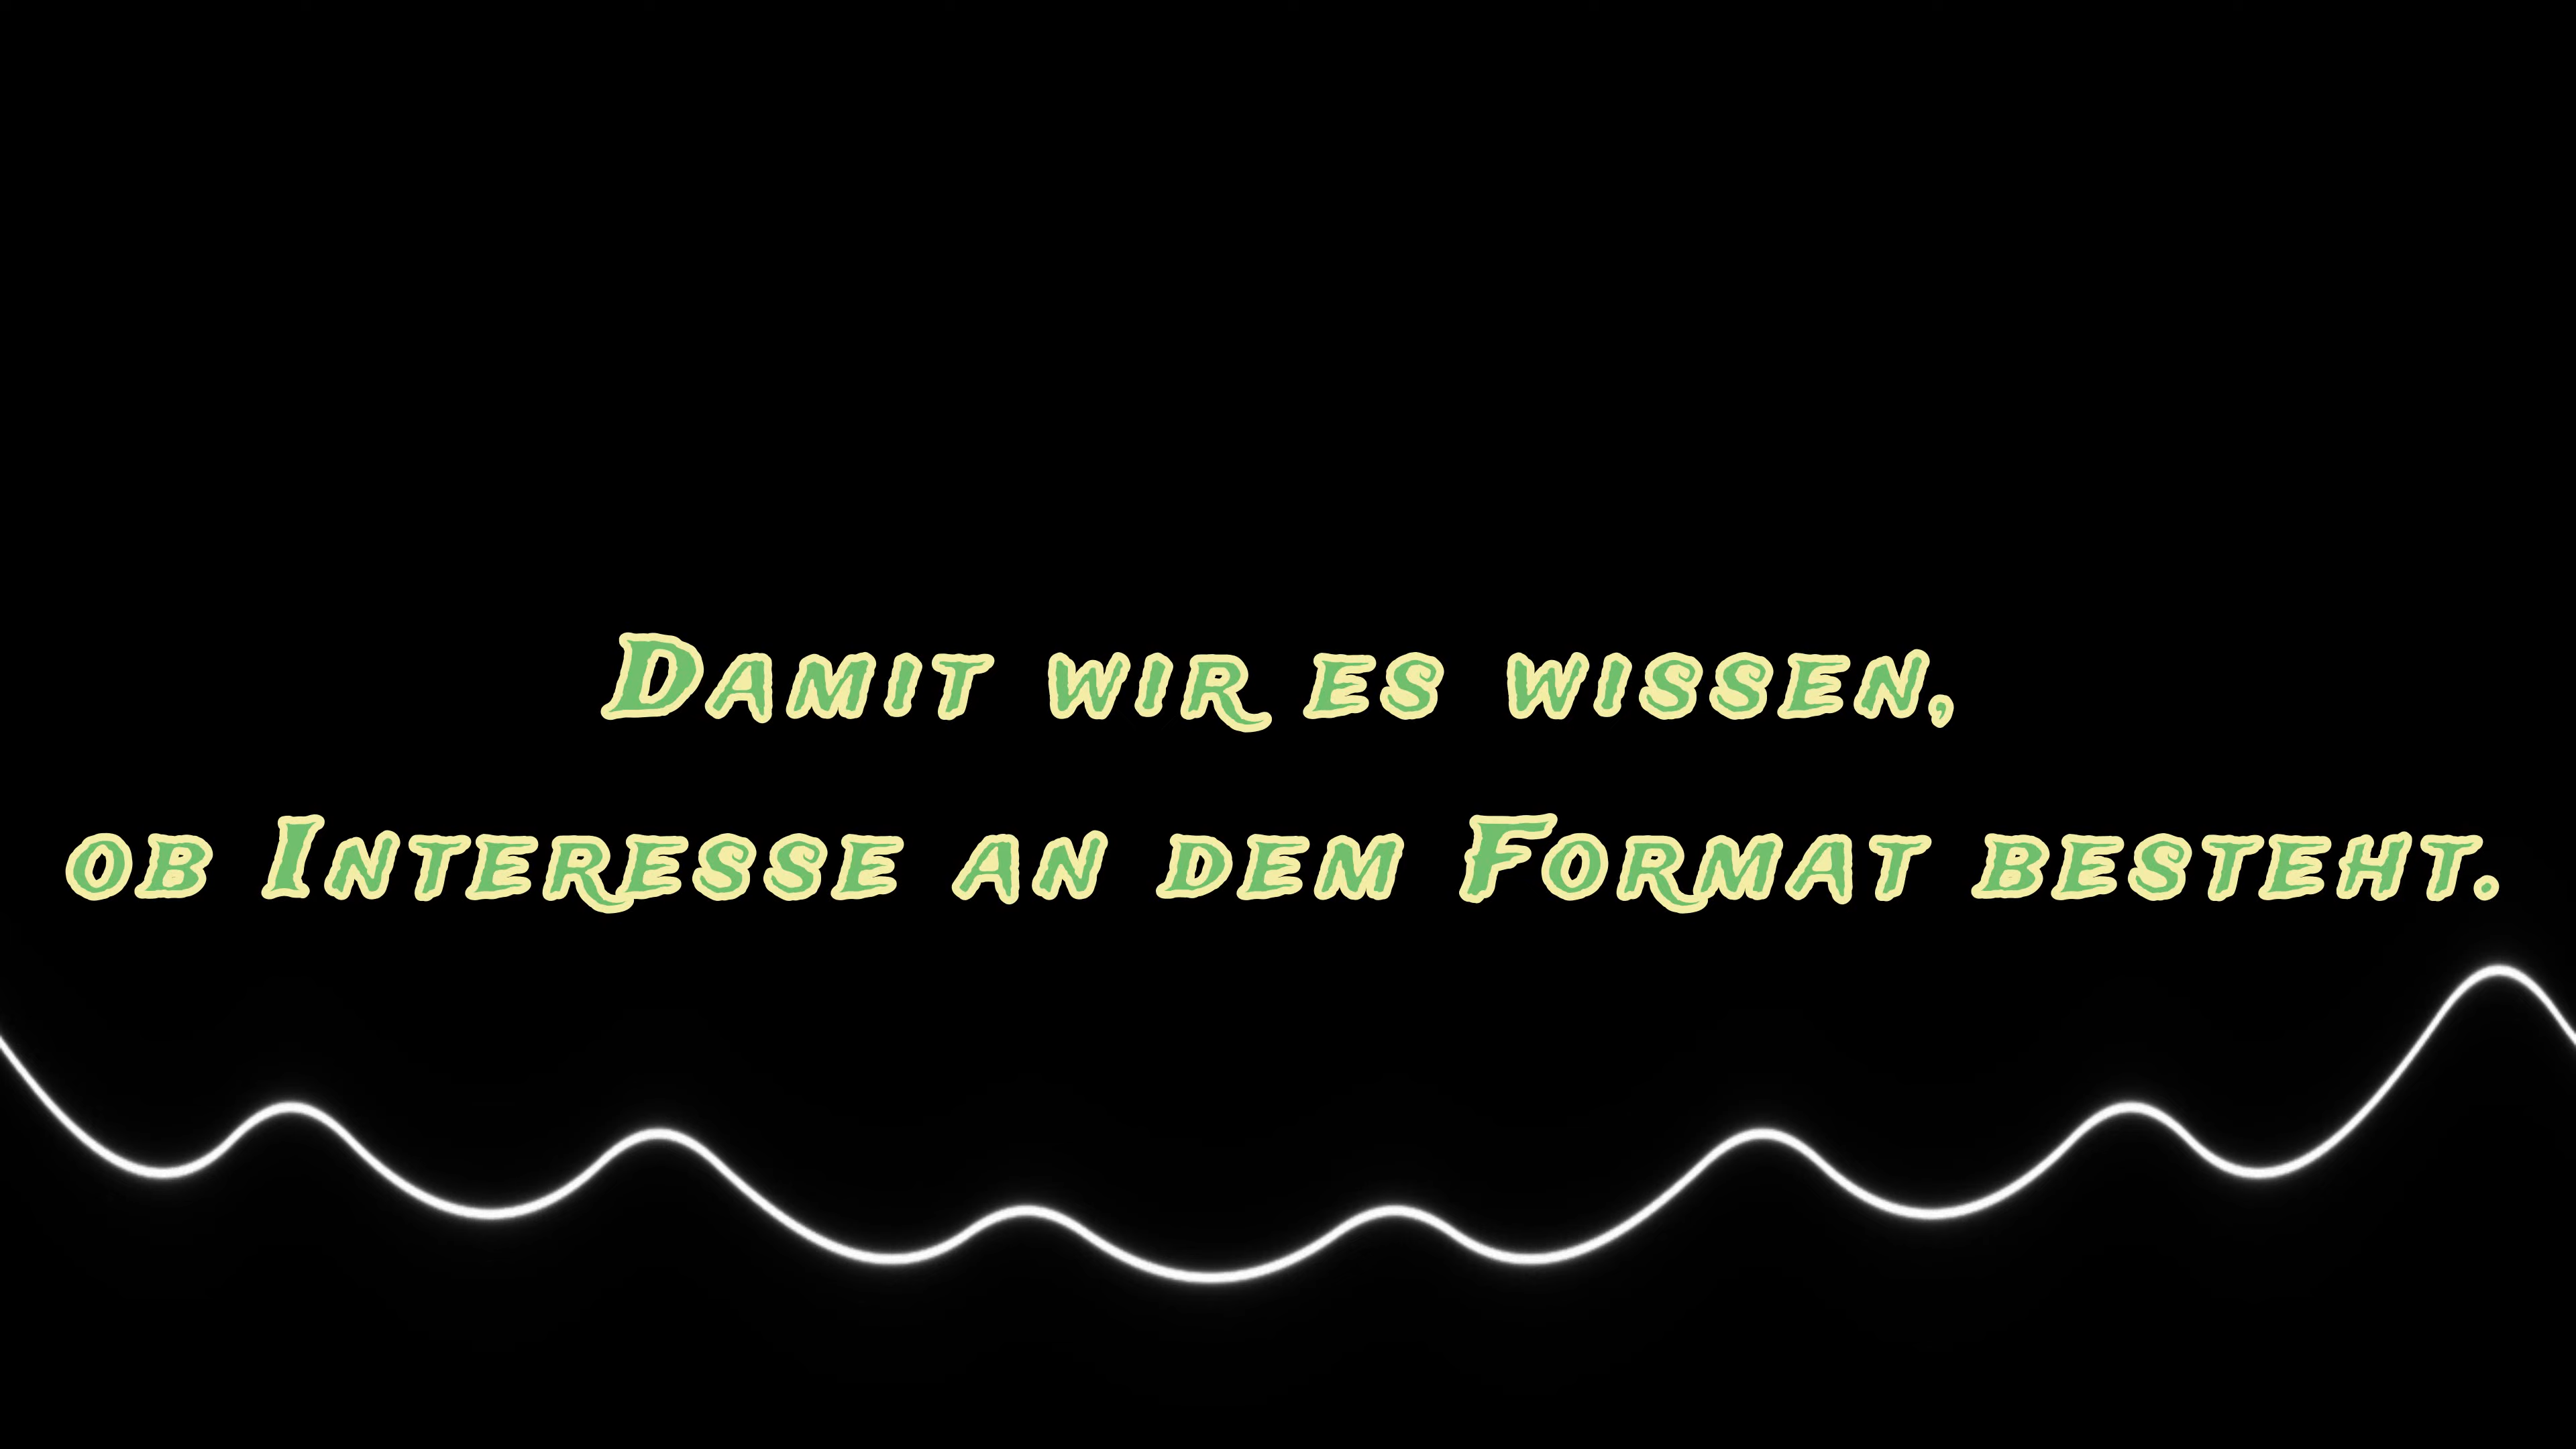 Damit wir es wissen,
ob Interesse an dem Format besteht.